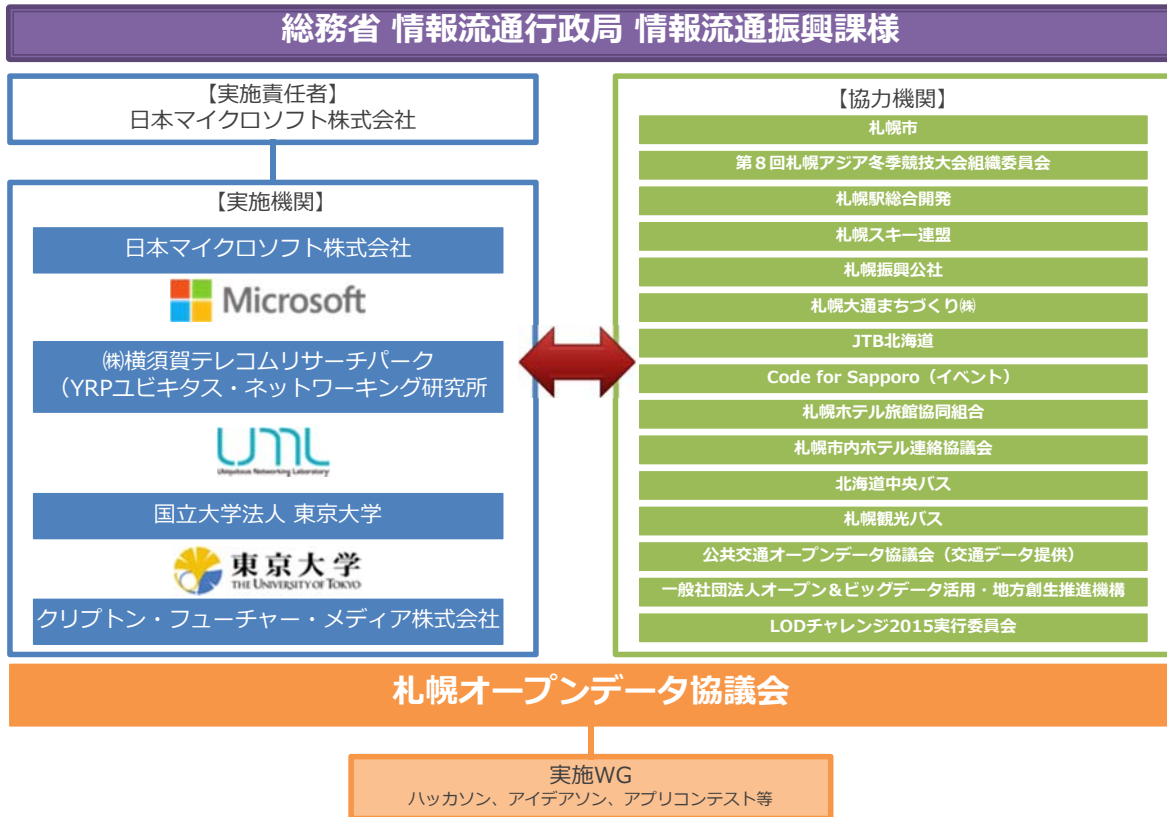 総務省 情報流通行政局 情報流通振興課様
【実施責任者】
日本マイクロソフト株式会社
【実施機関】
日本マイクロソフト株式会社
Microsoft
㈱横須賀テレコムリサーチパーク
（YRPユビキタス・ネットワーキング研究所
UNL
Ubiquitous Networking Laboratory
国立大学法人 東京大学
東京大学
THE UNIVERSITY OF TOKYO
クリプトン・フューチャー・メディア株式会社
【協力機関】
札幌市
第８回札幌アジア冬季競技大会組織委員会
札幌駅総合開発
札幌スキー連盟
札幌振興公社
札幌大通まちづくり㈱
JTB北海道
Code for Sapporo（イベント）
札幌ホテル旅館協同組合
札幌市内ホテル連絡協議会
北海道中央バス
札幌観光バス
公共交通オープンデータ協議会（交通データ提供）
一般社団法人オープン＆ビッグデータ活用・地方創生推進機構
LODチャレンジ2015実行委員会
札幌オープンデータ協議会
実施WG
ハッカソン、アイデアソン、アプリコンテスト等